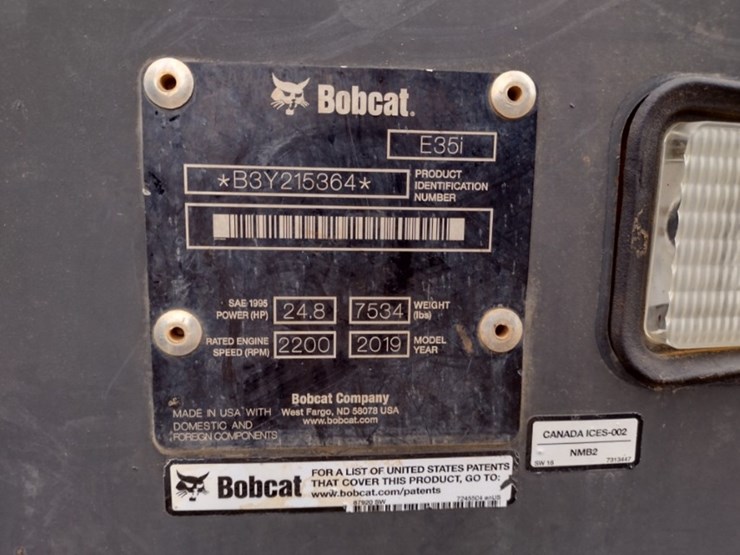 Bobcat.
E35i
*B3Y215364*
PRODUCT
IDENTIFICATION
NUMBER
SAE 1995
POWER (HP)
24.8
7534
WEIGHT
(lbs)
RATED ENGINE
SPEED (RPM)
2200
2019
MODEL
YEAR
Bobcat Company
West Fargo, ND 58078 USA
www.bobcat.com
MADE IN USA WITH
DOMESTIC AND
FOREIGN COMPONENTS
CANADA ICES-002
NMB2
SW 15 7313447
Bobcat
FOR A LIST OF UNITED STATES PATENTS
THAT COVER THIS PRODUCT, GO TO:
www.bobcat.com/patents